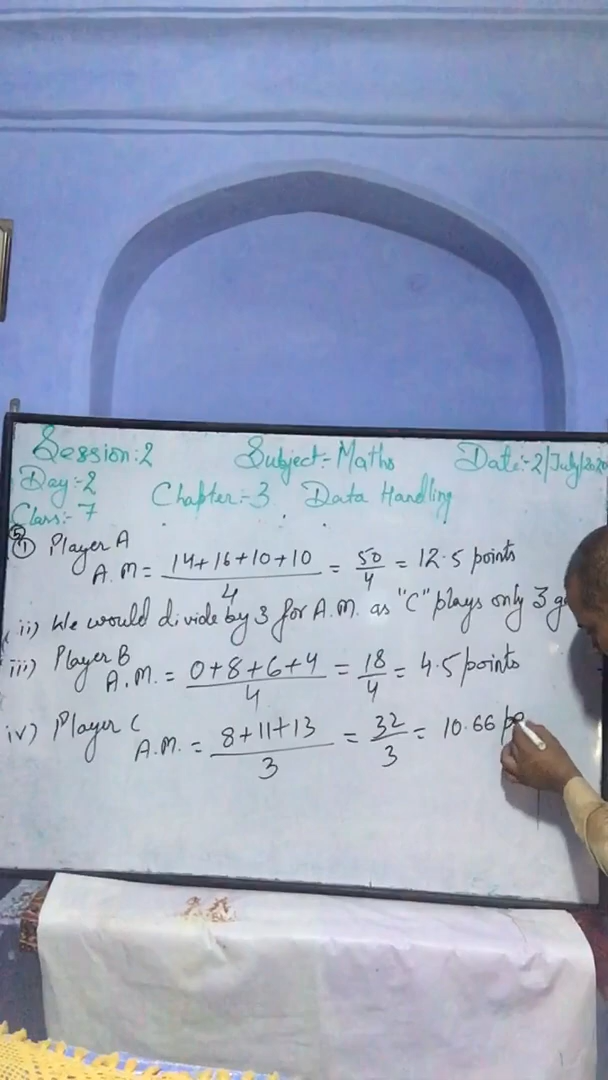 Session:2 Subject:- Maths Date:- 2/July/2020
Day:- 2 Chapter:-3 Data Handling
Class:- 7
⑤
① Player A
A.M = 14+16+10+10 / 4 = 50/4 = 12.5 points
ii) We would divide by 3 for A.M. as "C" plays only 3
iii) Player B
A.M. = 0+8+6+4 / 4 = 18/4 = 4.5 points
iv) Player C
A.M. = 8+11+13 / 3 = 32/3 = 10.66 po